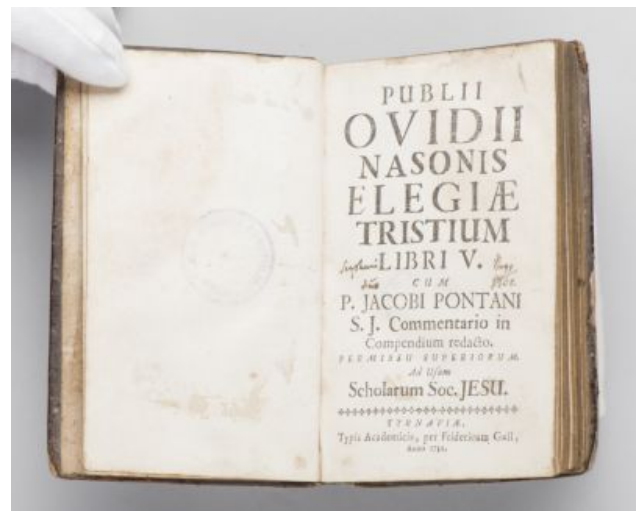 PUBLII
OVIDII
NASONIS
ELEGIÆ
TRISTIUM
LIBRI V.
CUM
P. JACOBI PONTANI
S. J. Commentario in
Compendium redacto.
PERMISSU SUPERIORUM.
Ad Usum
Scholarum Soc. JESU.
TYRNAVIÆ,
Typis Academicis, per Fridericum Gall,
Anno